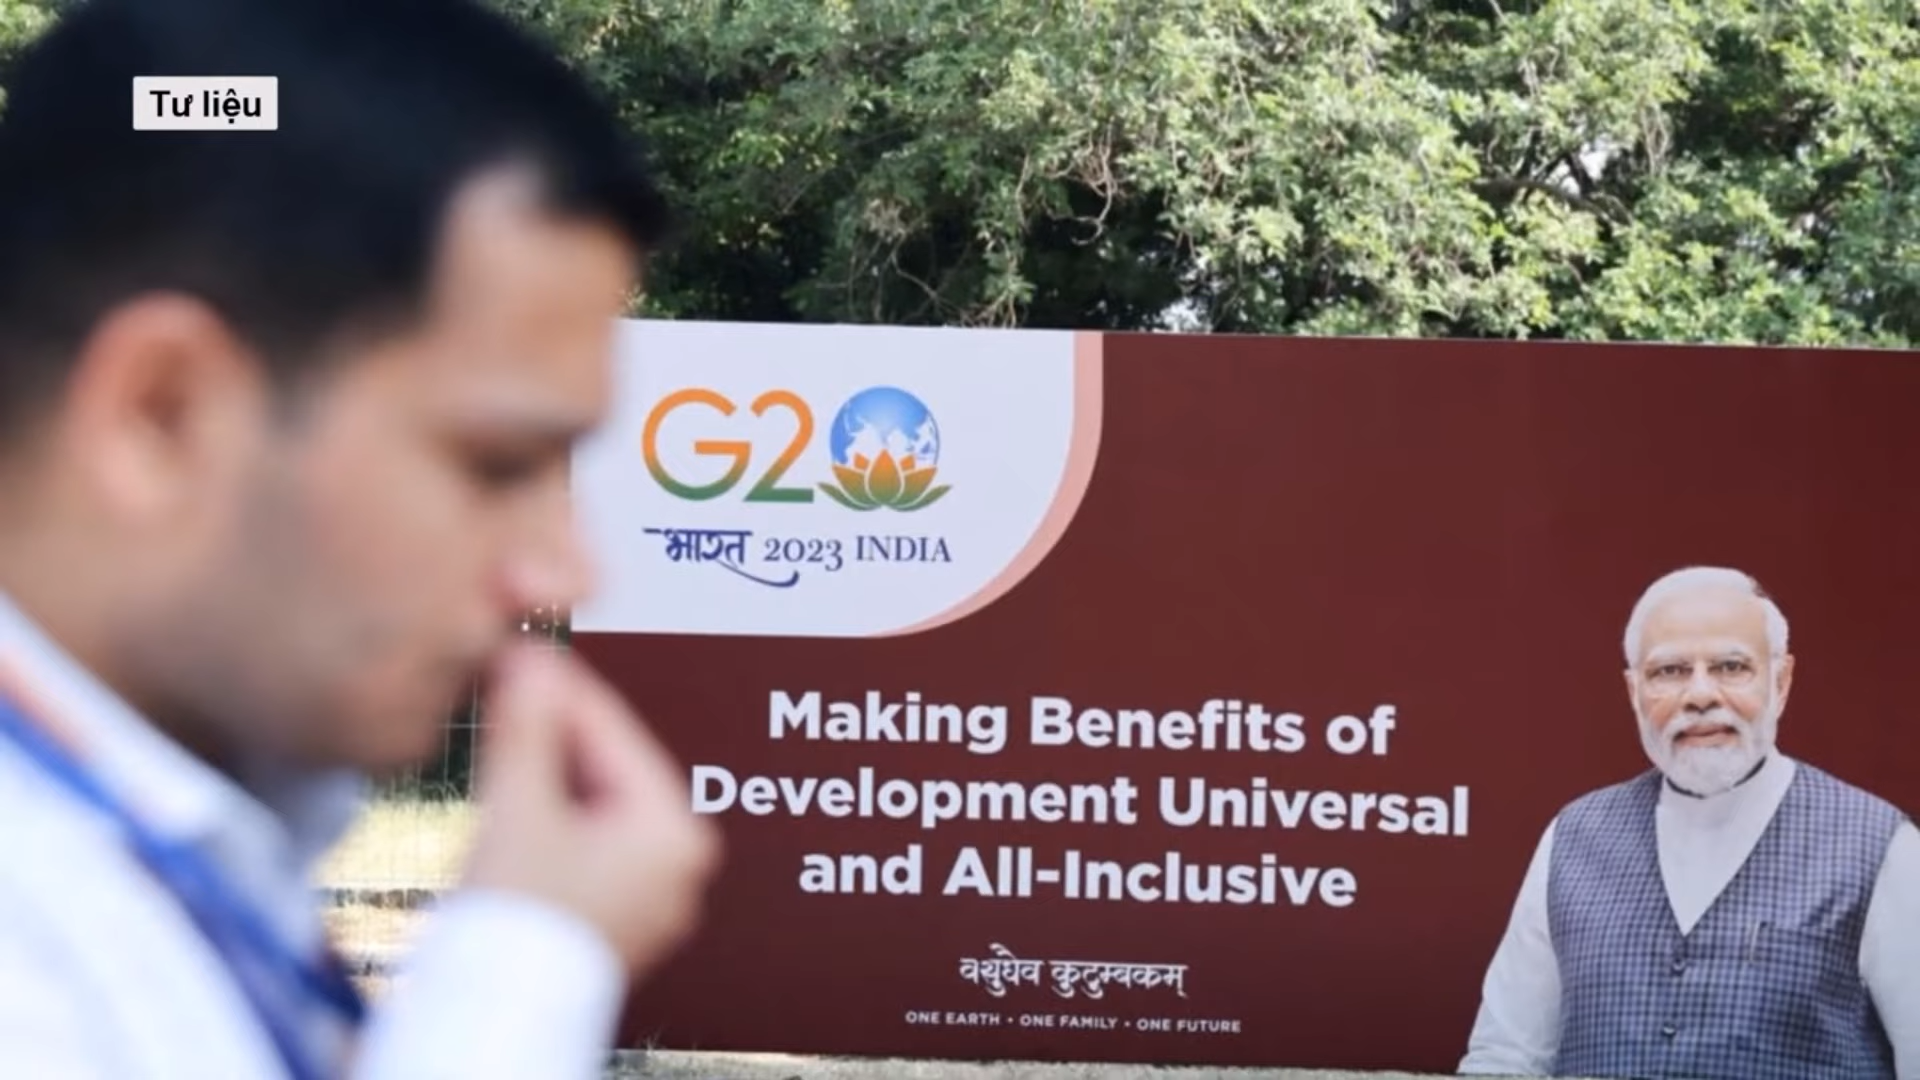 Tư liệu
G20
भारत 2023 INDIA
Making Benefits of
Development Universal
and All-Inclusive
वसुधैव कुटुम्बकम्
ONE EARTH • ONE FAMILY • ONE FUTURE